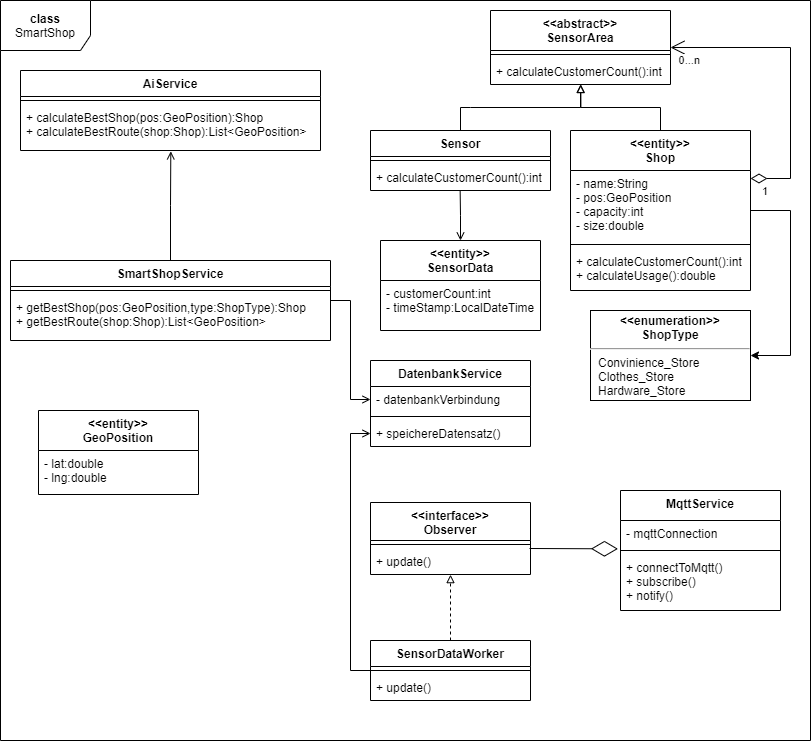 class
SmartShop
<<abstract>>
SensorArea
+ calculateCustomerCount():int
0...n
AiService
+ calculateBestShop(pos:GeoPosition):Shop
+ calculateBestRoute(shop:Shop):List<GeoPosition>
Sensor
+ calculateCustomerCount():int
<<entity>>
Shop
- name:String
- pos:GeoPosition
- capacity:int
- size:double
+ calculateCustomerCount():int
+ calculateUsage():double
1
SmartShopService
+ getBestShop(pos:GeoPosition,type:ShopType):Shop
+ getBestRoute(shop:Shop):List<GeoPosition>
<<entity>>
SensorData
- customerCount:int
- timeStamp:LocalDateTime
<<enumeration>>
ShopType
Convinience_Store
Clothes_Store
Hardware_Store
DatenbankService
- datenbankVerbindung
+ speichereDatensatz()
<<entity>>
GeoPosition
- lat:double
- lng:double
<<interface>>
Observer
+ update()
MqttService
- mqttConnection
+ connectToMqtt()
+ subscribe()
+ notify()
SensorDataWorker
+ update()